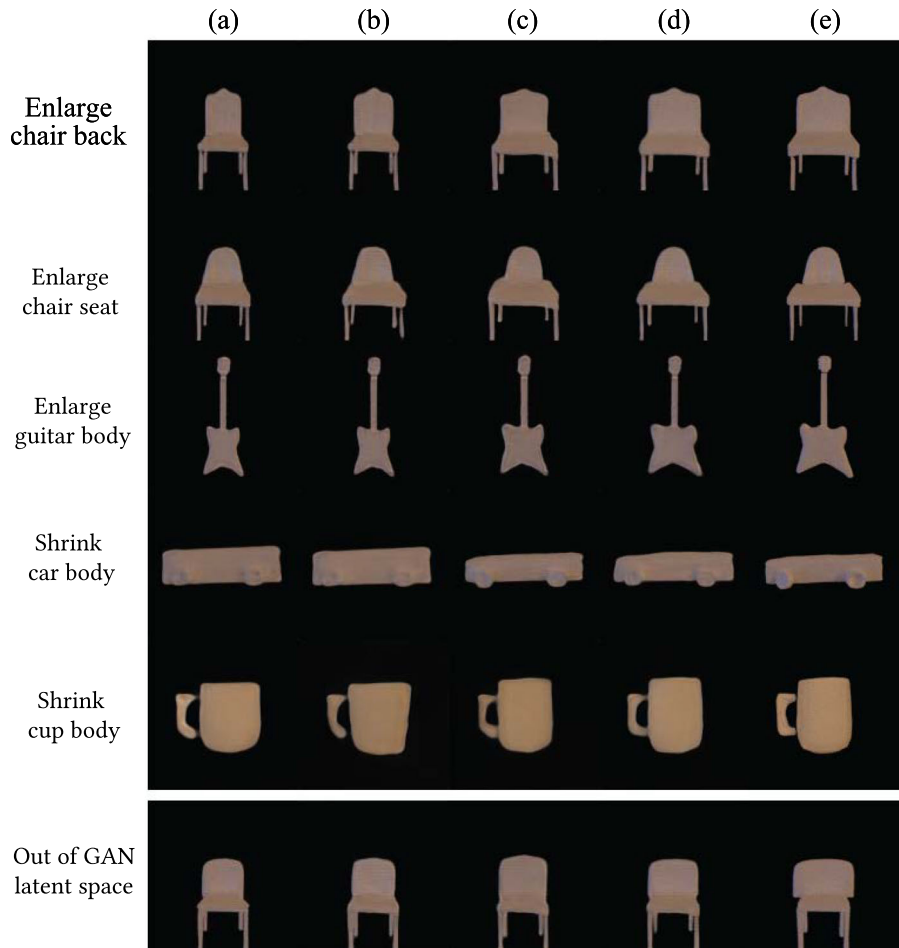 (a) (b) (c) (d) (e)
Enlarge
chair back
Enlarge
chair seat
Enlarge
guitar body
Shrink
car body
Shrink
cup body
Out of GAN
latent space